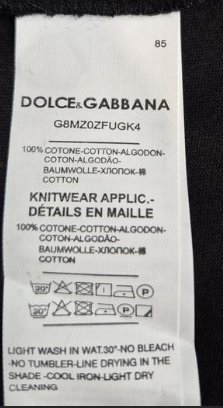 85
DOLCE&GABBANA
G8MZ0ZFUGK4
100% COTONE-COTTON-ALGODON-
COTON-ALGODÃO-
BAUMWOLLE-ХЛОПОК-棉
COTTON
KNITWEAR APPLIC.-
DÉTAILS EN MAILLE
100% COTONE-COTTON-ALGODON-
COTON-ALGODÃO-
BAUMWOLLE-ХЛОПОК-棉
COTTON
30° P
30° P
LIGHT WASH IN WAT.30°-NO BLEACH
-NO TUMBLER-LINE DRYING IN THE
SHADE -COOL IRON-LIGHT DRY
CLEANING